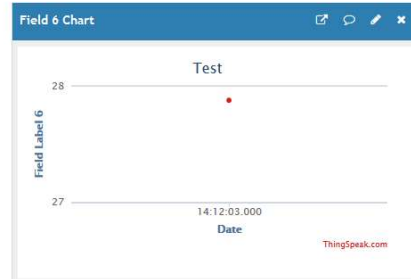 Field 6 Chart
Test
28
Field Label 6
27
14:12:03.000
Date
ThingSpeak.com